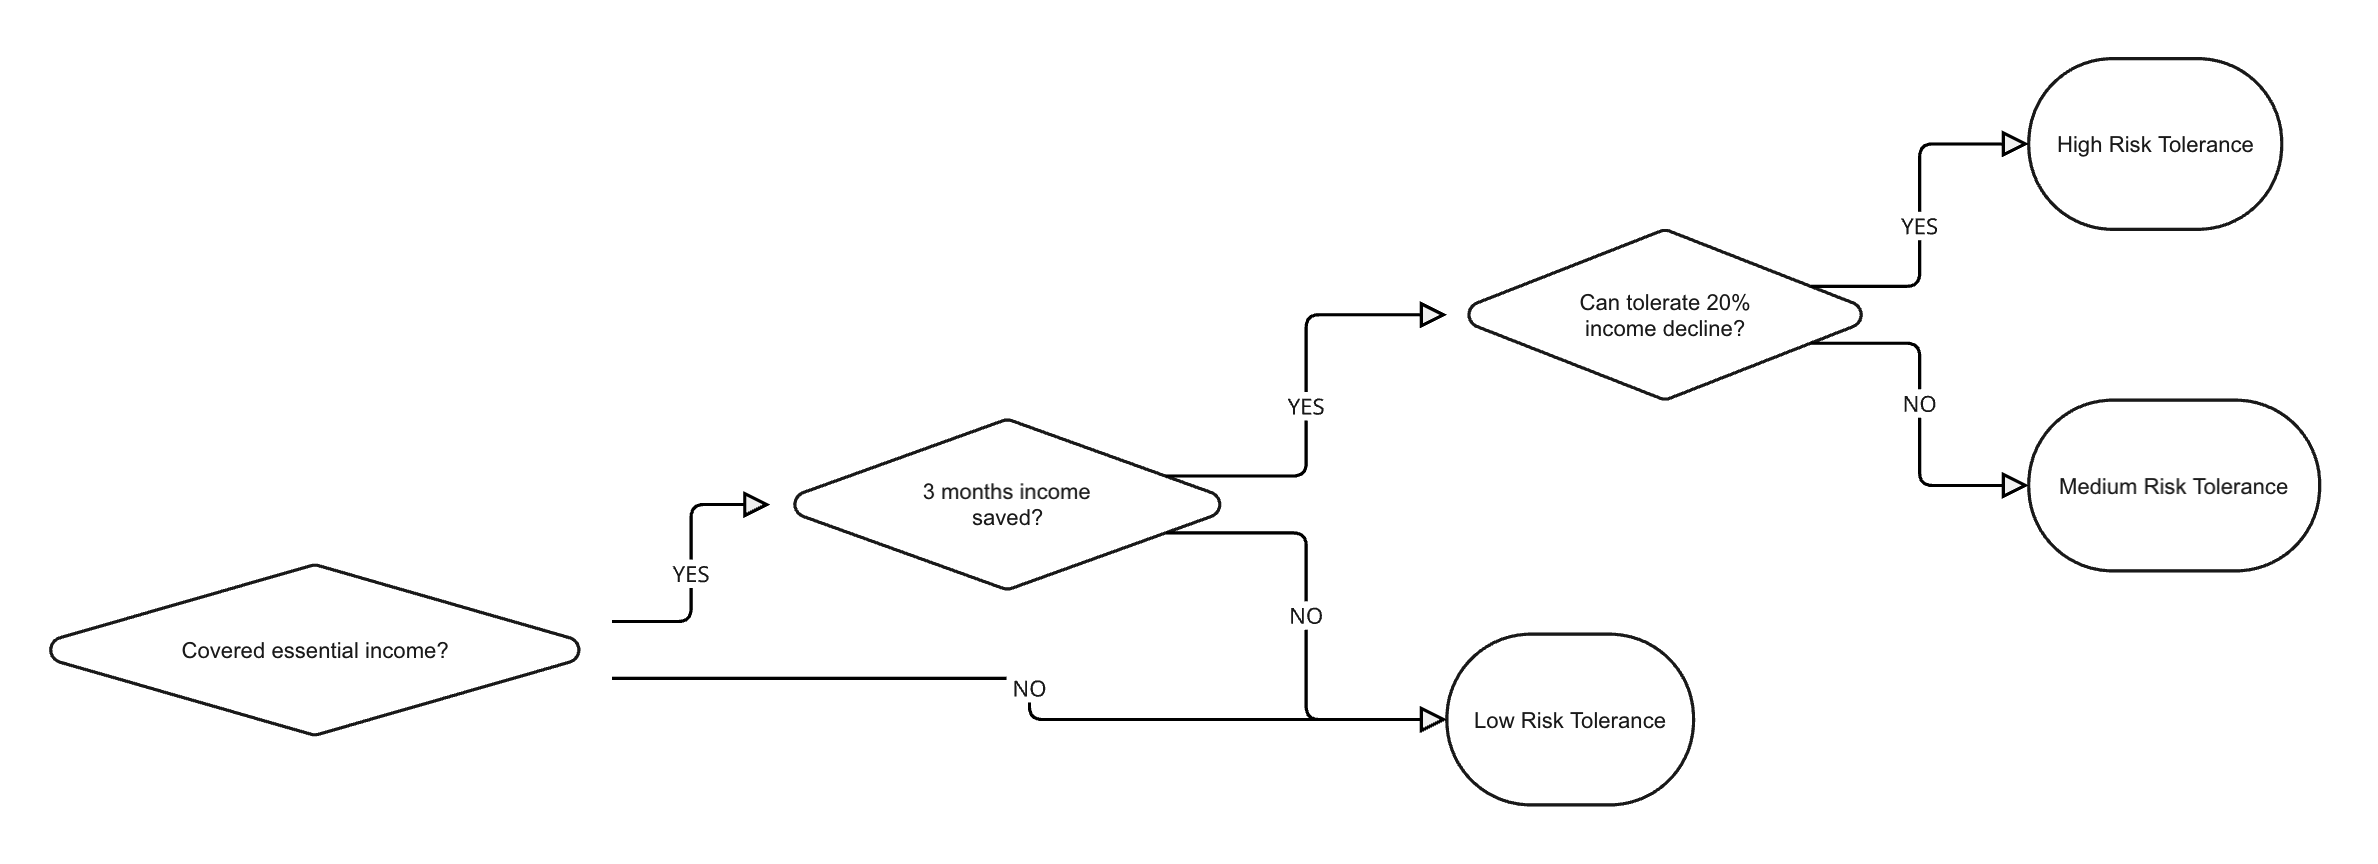 High Risk Tolerance
YES
Can tolerate 20%
income decline?
NO
YES
Medium Risk Tolerance
3 months income
saved?
YES
NO
Covered essential income?
NO
Low Risk Tolerance